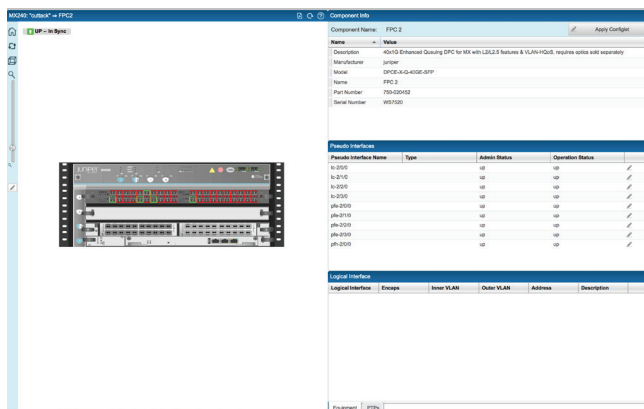 MX240: "cuttack" ⇒ FPC2
UP – In Sync
Component Info
Component Name: FPC 2 Apply Configlet
Name Value
Description 40x1G Enhanced Queuing DPC for MX with L2/L2.5 features & VLAN-HQoS, requires optics sold separately
Manufacturer juniper
Model DPCE-X-Q-40GE-SFP
Name FPC 2
Part Number 750-020452
Serial Number WS7520
Pseudo Interfaces
Pseudo Interface Name Type Admin Status Operation Status
lc-2/0/0 up up
lc-2/1/0 up up
lc-2/2/0 up up
lc-2/3/0 up up
pfe-2/0/0 up up
pfe-2/1/0 up up
pfe-2/2/0 up up
pfe-2/3/0 up up
pfh-2/0/0 up up
Logical Interface
Logical Interface Encaps Inner VLAN Outer VLAN Address Description
Equipment PTPs